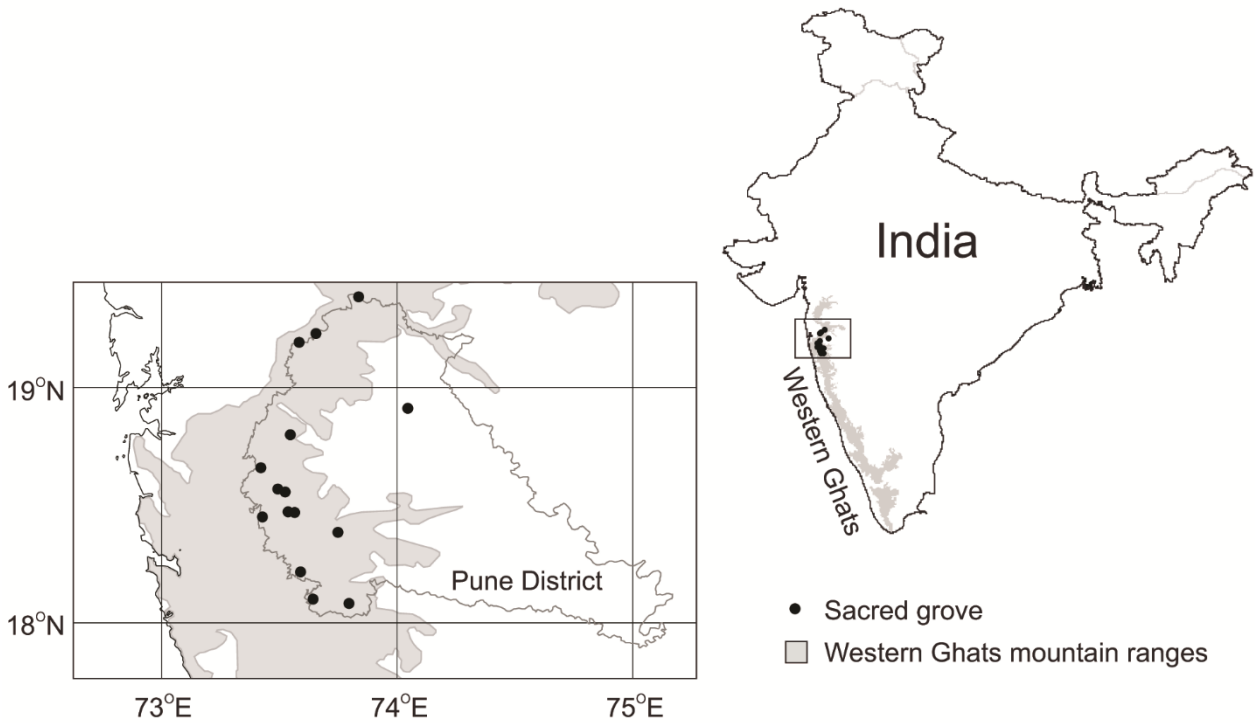 India
Western Ghats
19°N
Pune District
18°N
73°E
74°E
75°E
Sacred grove
Western Ghats mountain ranges